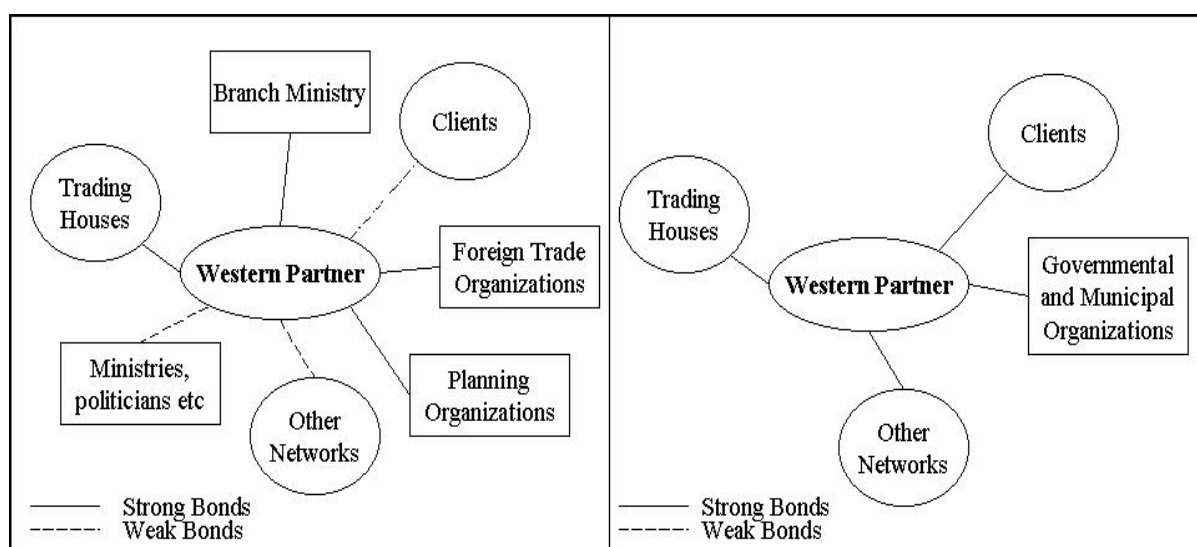 Branch Ministry
Clients
Trading
Houses
Western Partner
Foreign Trade
Organizations
Ministries,
politicians etc
Other
Networks
Planning
Organizations
Strong Bonds
Weak Bonds
Clients
Trading
Houses
Western Partner
Governmental
and Municipal
Organizations
Other
Networks
Strong Bonds
Weak Bonds